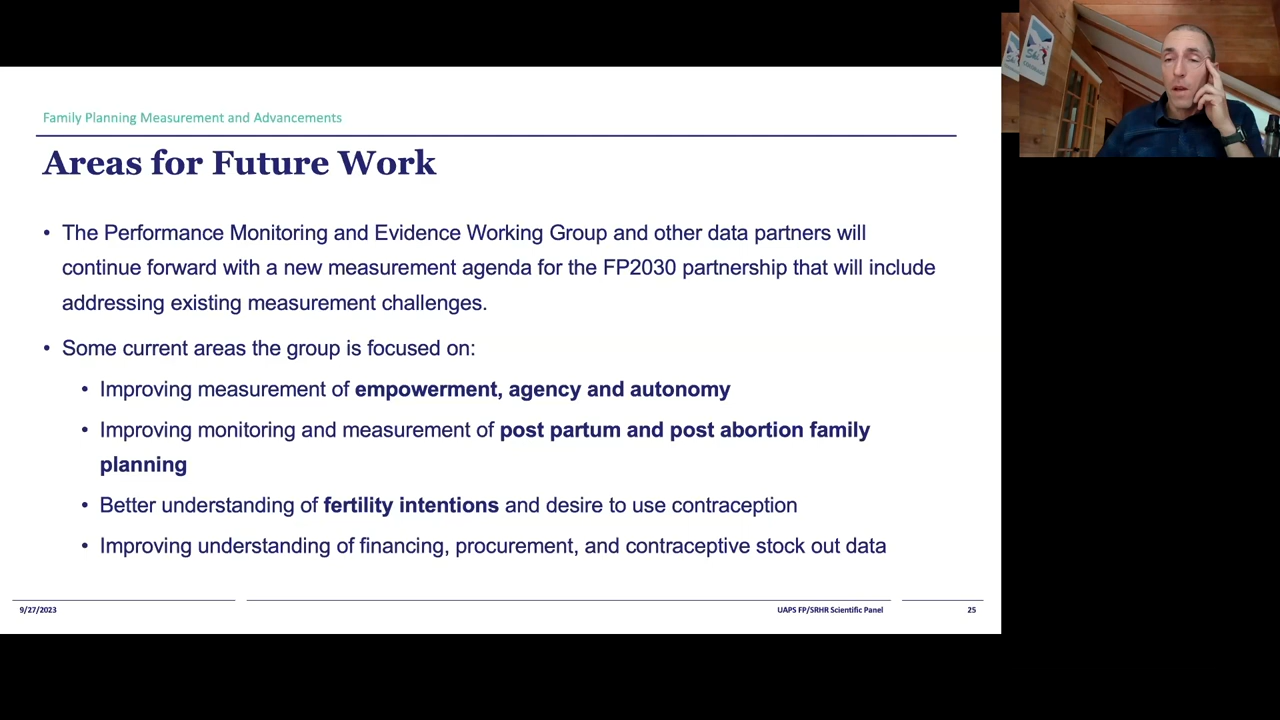 Family Planning Measurement and Advancements
Areas for Future Work
• The Performance Monitoring and Evidence Working Group and other data partners will
continue forward with a new measurement agenda for the FP2030 partnership that will include
addressing existing measurement challenges.
• Some current areas the group is focused on:
• Improving measurement of empowerment, agency and autonomy
• Improving monitoring and measurement of post partum and post abortion family
planning
• Better understanding of fertility intentions and desire to use contraception
• Improving understanding of financing, procurement, and contraceptive stock out data
9/27/2023
UAPS FP/SRHR Scientific Panel
25
Ski